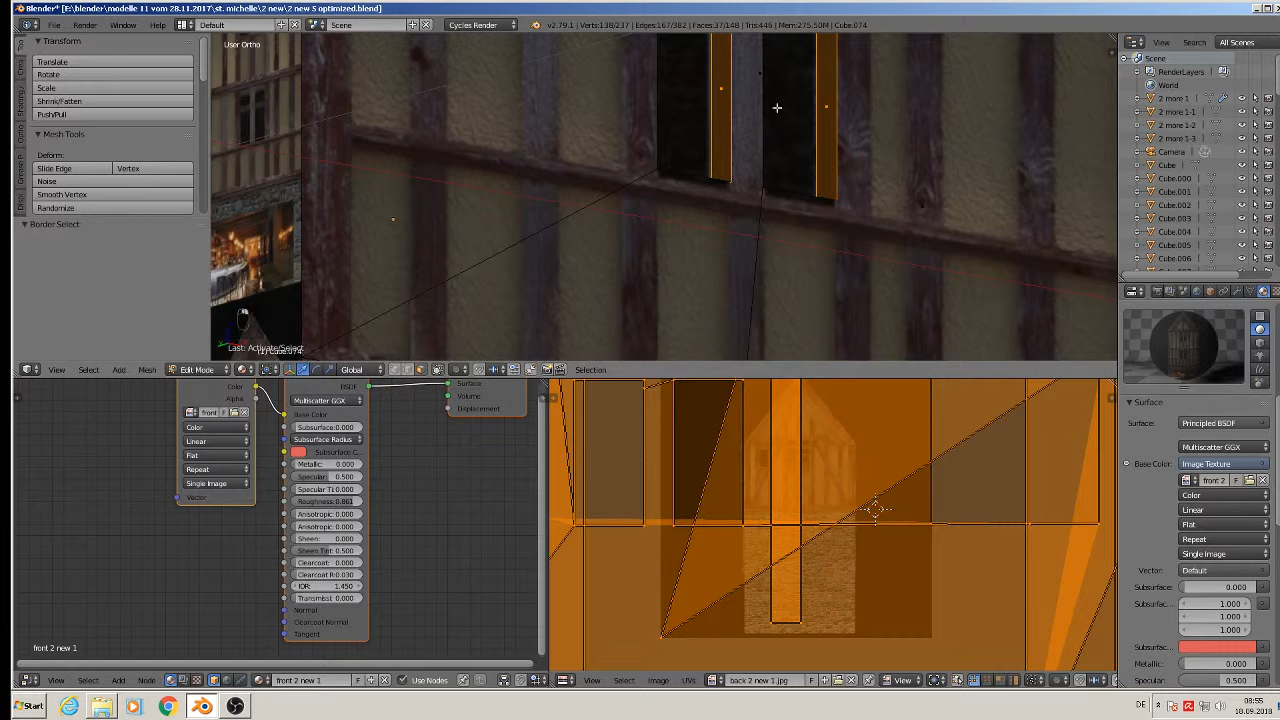 Blender* [E:\blender\modelle 11 vom 28.11.2017\st. michelle\2 new\2 new 5 optimized.blend]
File Render Window Help Default Scene Cycles Render v2.79.1 | Verts:138/237 | Edges:167/382 | Faces:37/148 | Tris:446 | Mem:275.50M | Cube.074
Transform
Translate
Rotate
Scale
Shrink/Fatten
Push/Pull
Mesh Tools
Deform:
Slide Edge Vertex
Noise
Smooth Vertex
Randomize
Border Select
User Ortho
Last: Activate/Select
(1) Cube.074
View Select Add Mesh Edit Mode Global Selection
View Search All Scenes
Scene
RenderLayers
World
2 more 1
2 more 1-1
2 more 1-2
2 more 1-3
Camera
Cube
Cube.000
Cube.001
Cube.002
Cube.003
Cube.004
Cube.005
Cube.006
Color
Alpha
front
Color
Linear
Flat
Repeat
Single Image
Vector
BSDF
Multiscatter GGX
Base Color
Subsurface:0.000
Subsurface Radius
Subsurface C..
Metallic: 0.000
Specular: 0.500
Specular Ti:0.000
Roughness:0.861
Anisotropic: 0.000
Anisotropic: 0.000
Sheen: 0.000
Sheen Tint: 0.500
Clearcoat: 0.000
Clearcoat R:0.030
IOR: 1.450
Transmisst: 0.000
Normal
Clearcoat Normal
Tangent
Surface
Volume
Displacement
front 2 new 1
View Select Add Node front 2 new 1 F Use Nodes
View Select Image UVs back 2 new 1.jpg F View
Surface
Surface: Principled BSDF
Multiscatter GGX
Base Color: Image Texture
front 2 F
Color
Linear
Flat
Repeat
Single Image
Vector: Default
Subsurface: 0.000
Subsurfac.. 1.000
1.000
1.000
Subsurfac..
Metallic: 0.000
Specular: 0.500
Start DE 08:55
18.09.2018